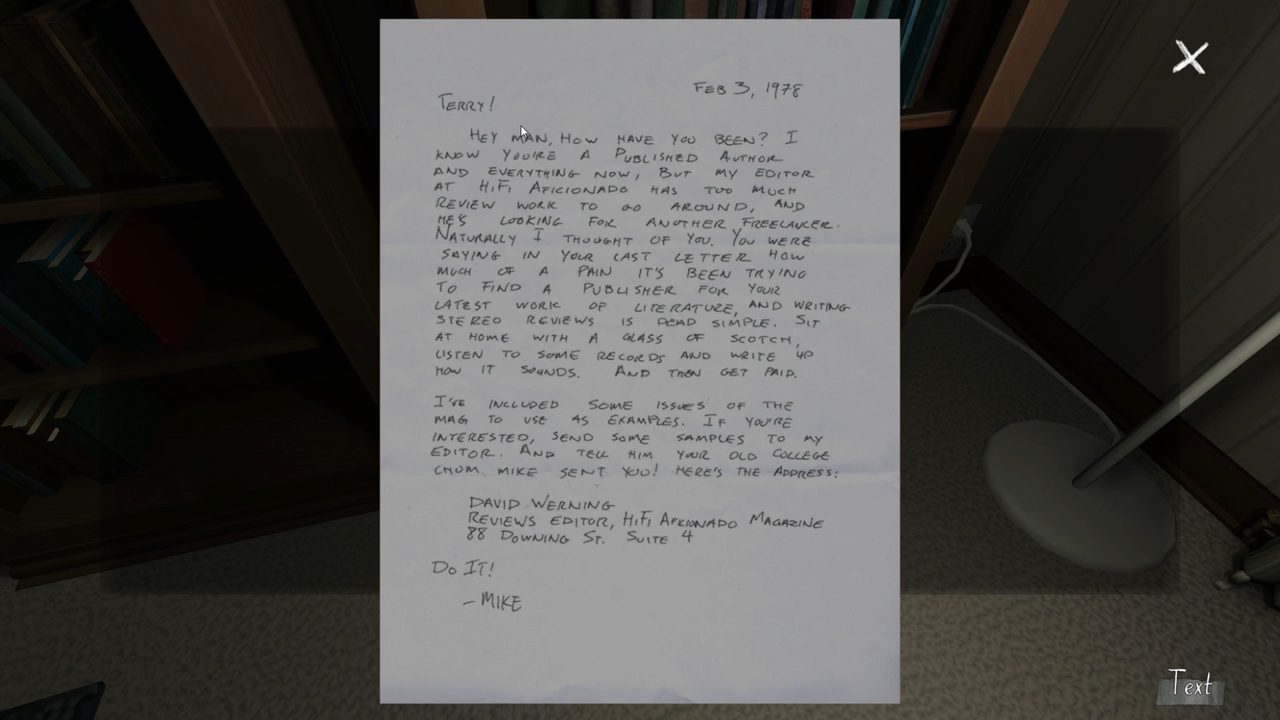 FEB 3, 1978
TERRY!
HEY MAN, HOW HAVE YOU BEEN? I
KNOW YOU'RE A PUBLISHED AUTHOR
AND EVERYTHING NOW, BUT MY EDITOR
AT HIFI AFICIONADO HAS TOO MUCH
REVIEW WORK TO GO AROUND, AND
HE'S LOOKING FOR ANOTHER FREELANCER.
NATURALLY I THOUGHT OF YOU. YOU WERE
SAYING IN YOUR LAST LETTER HOW
MUCH OF A PAIN IT'S BEEN TRYING
TO FIND A PUBLISHER FOR YOUR
LATEST WORK OF LITERATURE, AND WRITING
STEREO REVIEWS IS DEAD SIMPLE. SIT
AT HOME WITH A GLASS OF SCOTCH,
LISTEN TO SOME RECORDS AND WRITE UP
HOW IT SOUNDS. AND THEN GET PAID.
I'VE INCLUDED SOME ISSUES OF THE
MAG TO USE AS EXAMPLES. IF YOU'RE
INTERESTED, SEND SOME SAMPLES TO MY
EDITOR. AND TELL HIM YOUR OLD COLLEGE
CHUM MIKE SENT YOU! HERE'S THE ADDRESS:
DAVID WERNING
REVIEWS EDITOR, HIFI AFICIONADO MAGAZINE
88 DOWNING ST. SUITE 4
DO IT!
– MIKE
Text